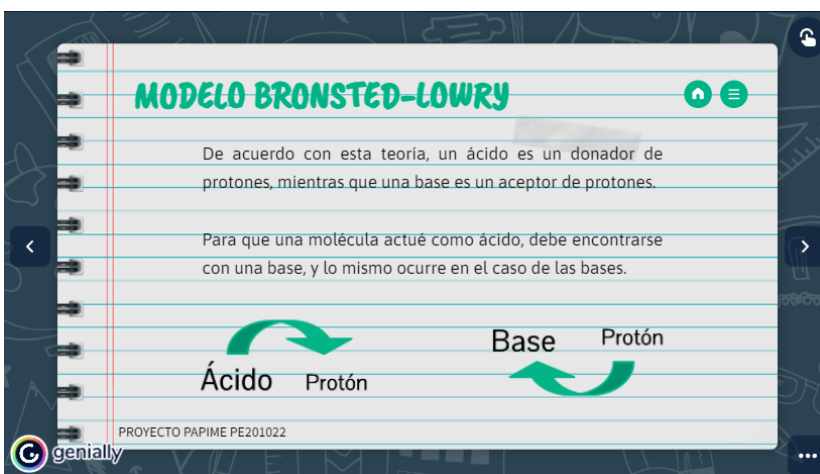 MODELO BRONSTED-LOWRY
De acuerdo con esta teoría, un ácido es un donador de
protones, mientras que una base es un aceptor de protones.
Para que una molécula actué como ácido, debe encontrarse
con una base, y lo mismo ocurre en el caso de las bases.
Ácido Protón
Base Protón
PROYECTO PAPIME PE201022
genially